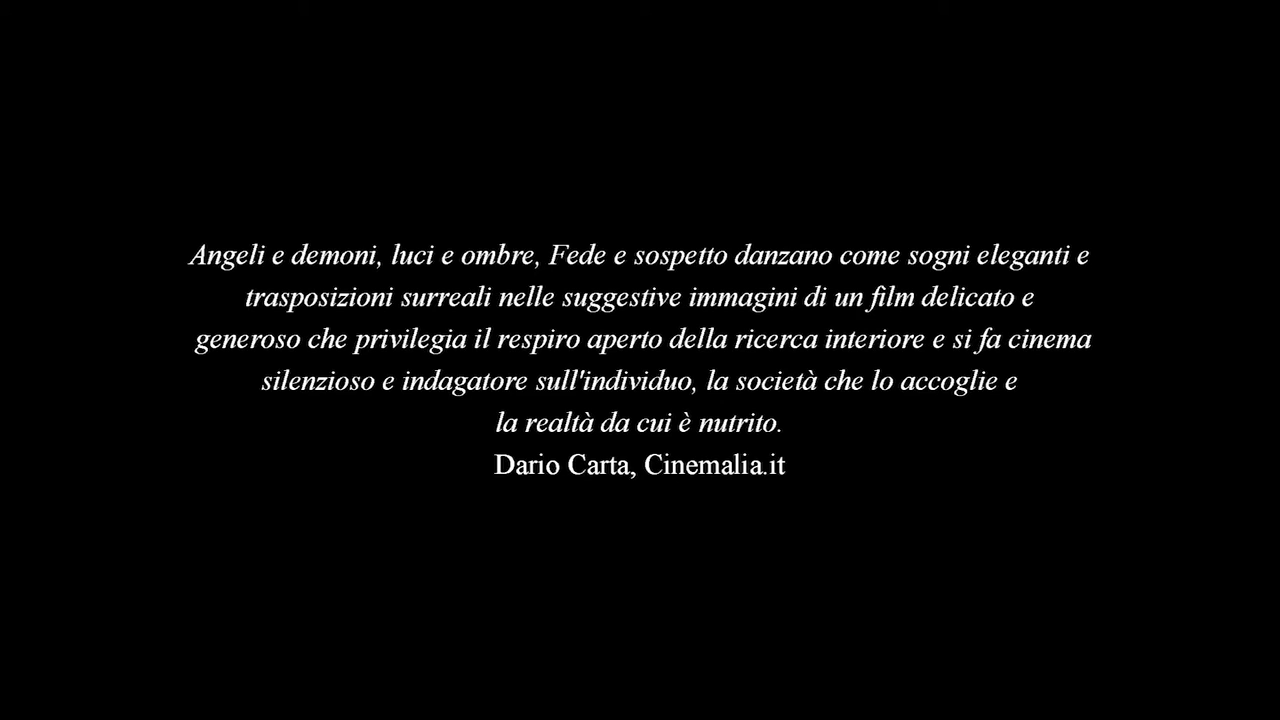 Angeli e demoni, luci e ombre, Fede e sospetto danzano come sogni eleganti e
trasposizioni surreali nelle suggestive immagini di un film delicato e
generoso che privilegia il respiro aperto della ricerca interiore e si fa cinema
silenzioso e indagatore sull'individuo, la società che lo accoglie e
la realtà da cui è nutrito.
Dario Carta, Cinemalia.it